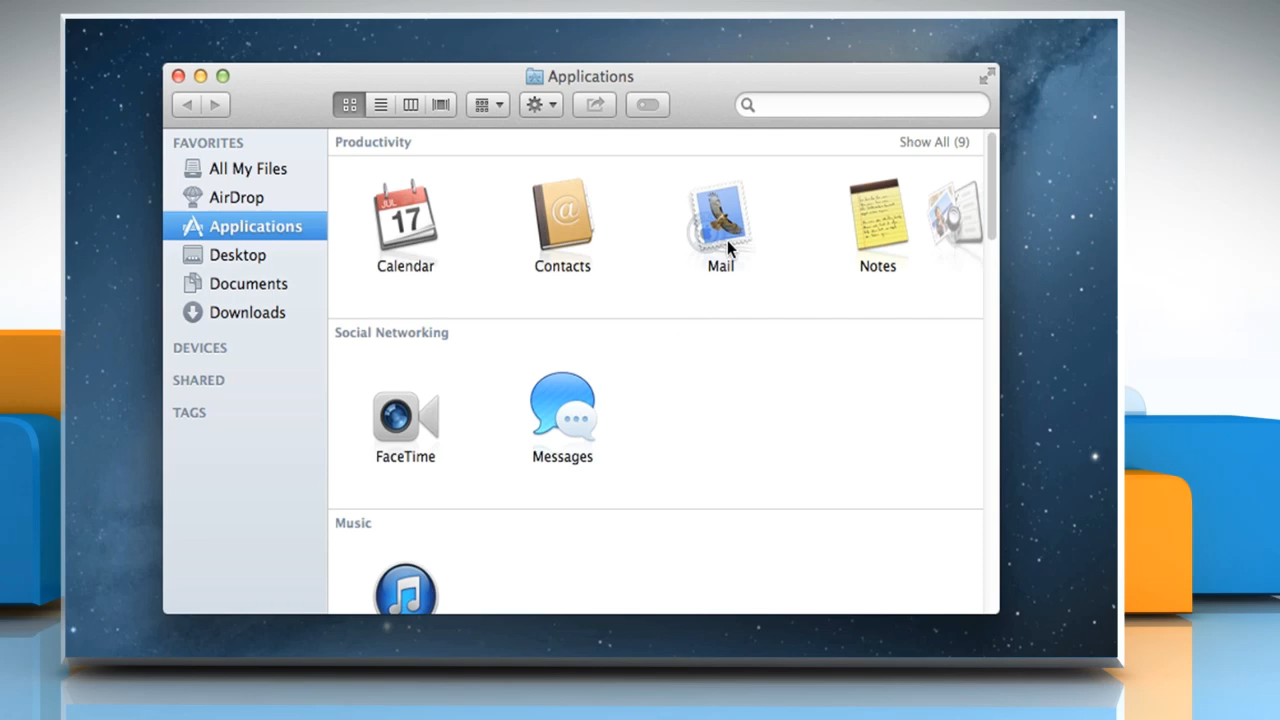 Applications
FAVORITES
All My Files
AirDrop
Applications
Desktop
Documents
Downloads
DEVICES
SHARED
TAGS
Productivity
Show All (9)
JUL
17
@
Calendar
Contacts
Mail
Notes
Social Networking
FaceTime
Messages
Music